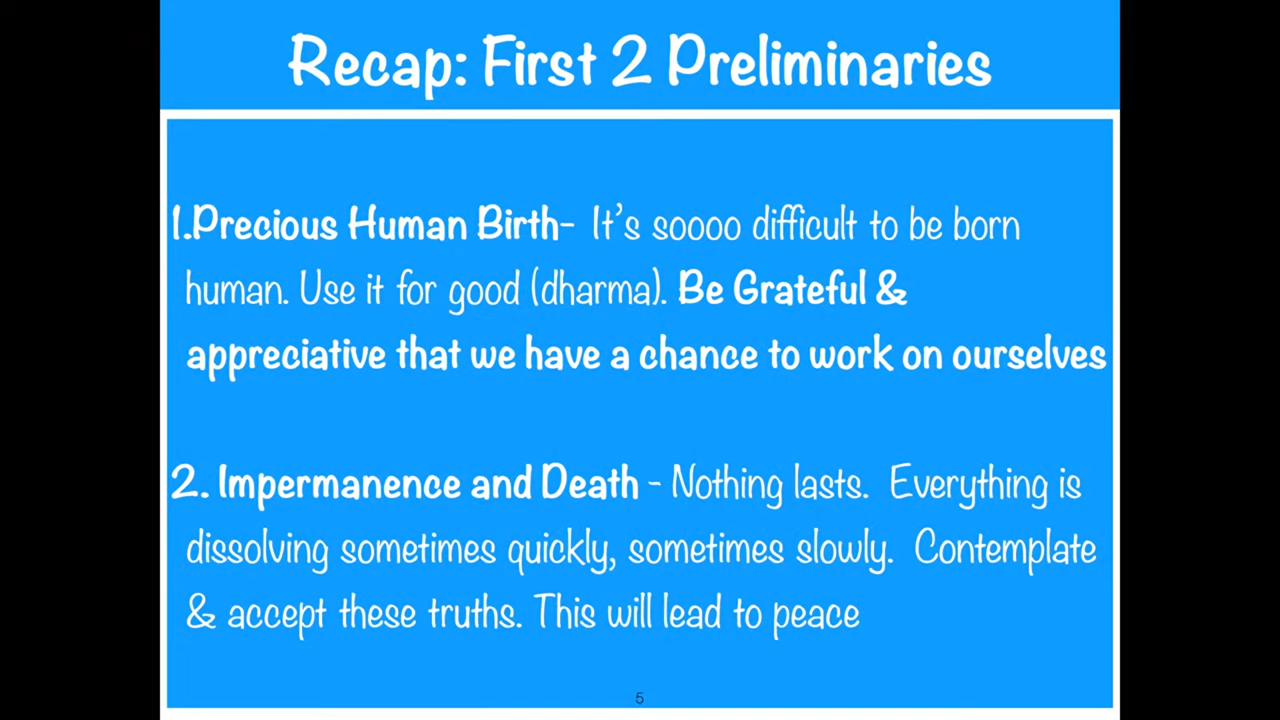 Recap: First 2 Preliminaries
1.Precious Human Birth- It's soooo difficult to be born
human. Use it for good (dharma). Be Grateful &
appreciative that we have a chance to work on ourselves
2. Impermanence and Death - Nothing lasts. Everything is
dissolving sometimes quickly, sometimes slowly. Contemplate
& accept these truths. This will lead to peace
5